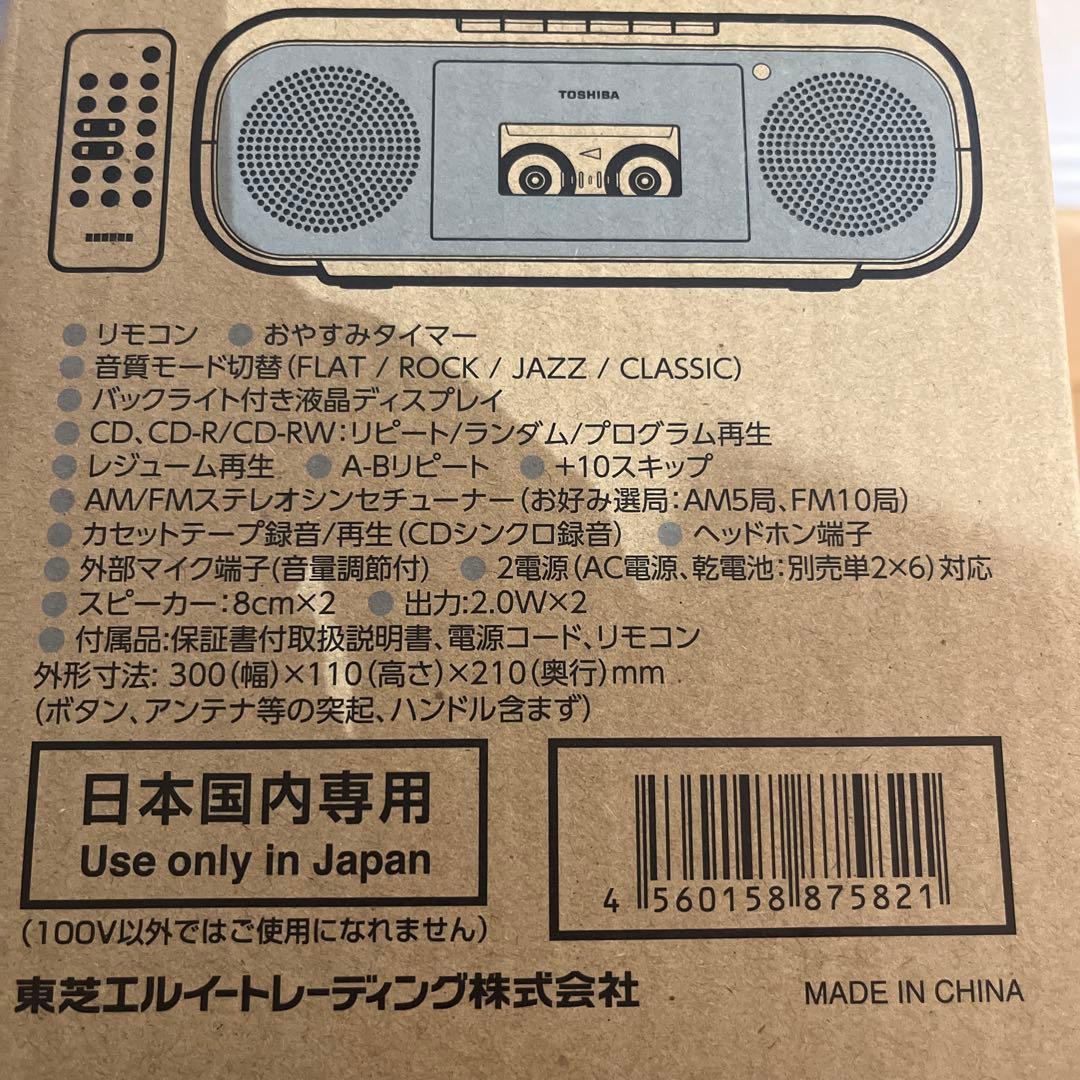 TOSHIBA
● リモコン ● おやすみタイマー
● 音質モード切替(FLAT / ROCK / JAZZ / CLASSIC)
● バックライト付き液晶ディスプレイ
● CD、CD-R/CD-RW:リピート/ランダム/プログラム再生
● レジューム再生 ● A-Bリピート ● +10スキップ
● AM/FMステレオシンセチューナー(お好み選局:AM5局、FM10局)
● カセットテープ録音/再生(CDシンクロ録音) ● ヘッドホン端子
● 外部マイク端子(音量調節付) ● 2電源(AC電源、乾電池:別売単2×6)対応
● スピーカー:8cm×2 ● 出力:2.0W×2
● 付属品:保証書付取扱説明書、電源コード、リモコン
外形寸法: 300(幅)×110(高さ)×210(奥行)mm
(ボタン、アンテナ等の突起、ハンドル含まず)
日本国内専用
Use only in Japan
(100V以外ではご使用になれません)
4 560158 875821
東芝エルイートレーディング株式会社
MADE IN CHINA